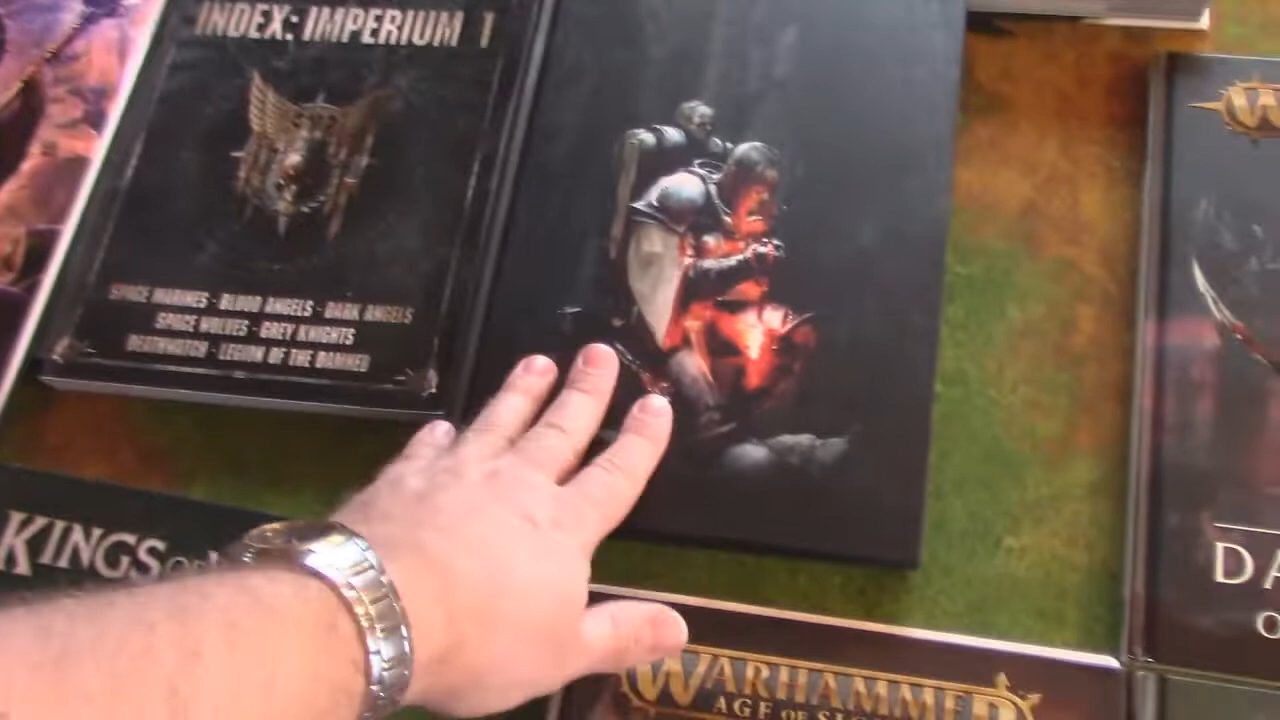 INDEX: IMPERIUM 1
SPACE MARINES - BLOOD ANGELS - DARK ANGELS
SPACE WOLVES - GREY KNIGHTS
DEATHWATCH - LEGION OF THE DAMNED
KINGS OF
WARHAMMER
AGE OF SIG
W
DA
O